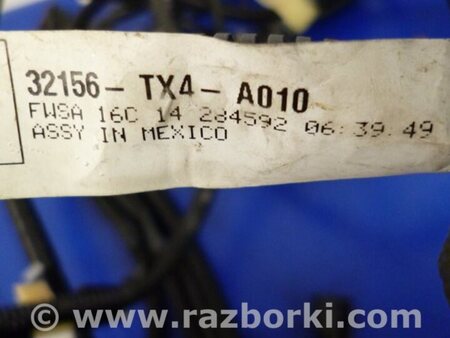 32156- TX4- A010
FWSA 16C 14 284592 06:39:49
ASSY IN MEXICO
www.razborki.com